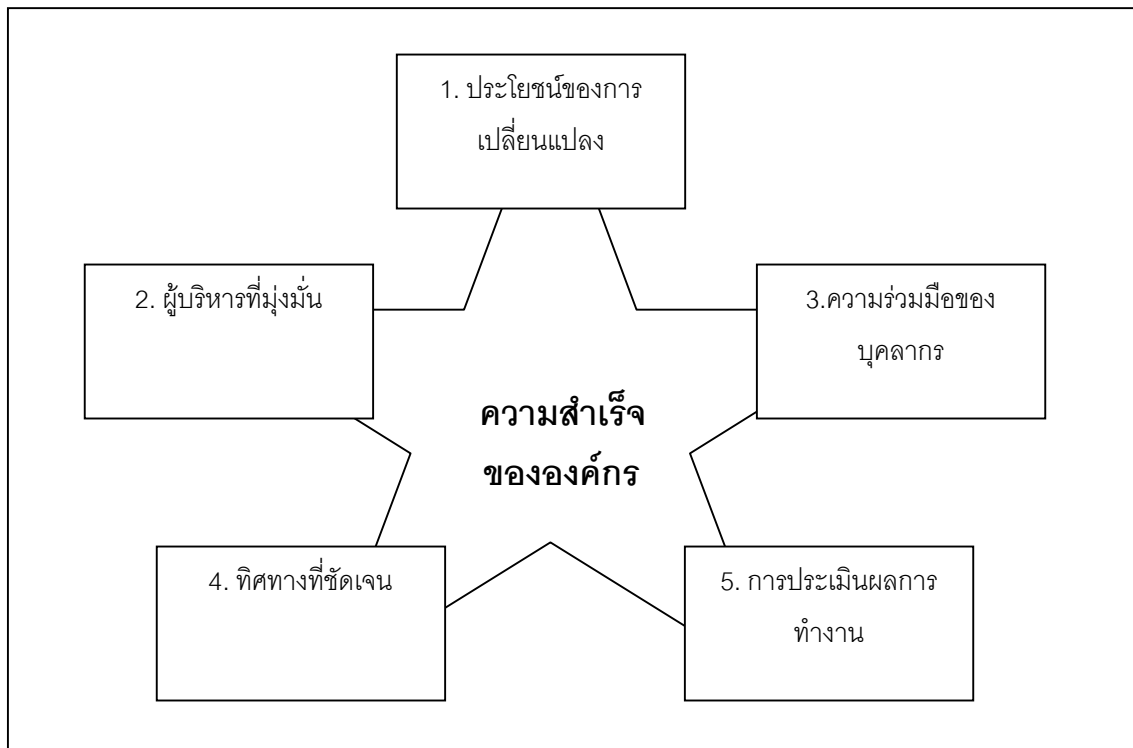 1. ประโยชน์ของการ
เปลี่ยนแปลง
2. ผู้บริหารที่มุ่งมั่น
3.ความร่วมมือของ
บุคลากร
ความสำเร็จ
ขององค์กร
4. ทิศทางที่ชัดเจน
5. การประเมินผลการ
ทำงาน